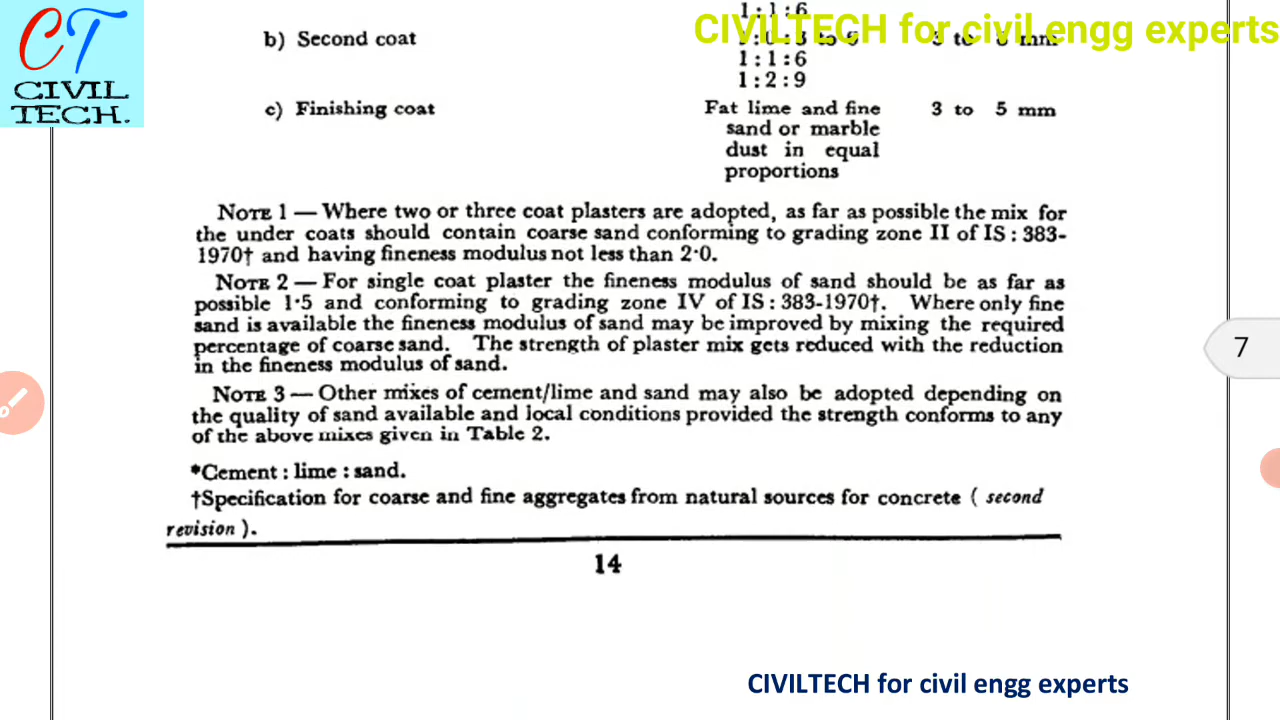 CT
CIVIL
TECH.
CIVILTECH for civil engg experts
1 : 1 : 6
b) Second coat
1 : 1 : 6
1 : 2 : 9
c) Finishing coat Fat lime and fine 3 to 5 mm
sand or marble
dust in equal
proportions
NOTE 1 — Where two or three coat plasters are adopted, as far as possible the mix for
the under coats should contain coarse sand conforming to grading zone II of IS : 383-
1970† and having fineness modulus not less than 2·0.
NOTE 2 — For single coat plaster the fineness modulus of sand should be as far as
possible 1·5 and conforming to grading zone IV of IS : 383-1970†. Where only fine
sand is available the fineness modulus of sand may be improved by mixing the required
percentage of coarse sand. The strength of plaster mix gets reduced with the reduction
in the fineness modulus of sand.
NOTE 3 — Other mixes of cement/lime and sand may also be adopted depending on
the quality of sand available and local conditions provided the strength conforms to any
of the above mixes given in Table 2.
*Cement : lime : sand.
†Specification for coarse and fine aggregates from natural sources for concrete ( second
revision ).
14
7
CIVILTECH for civil engg experts